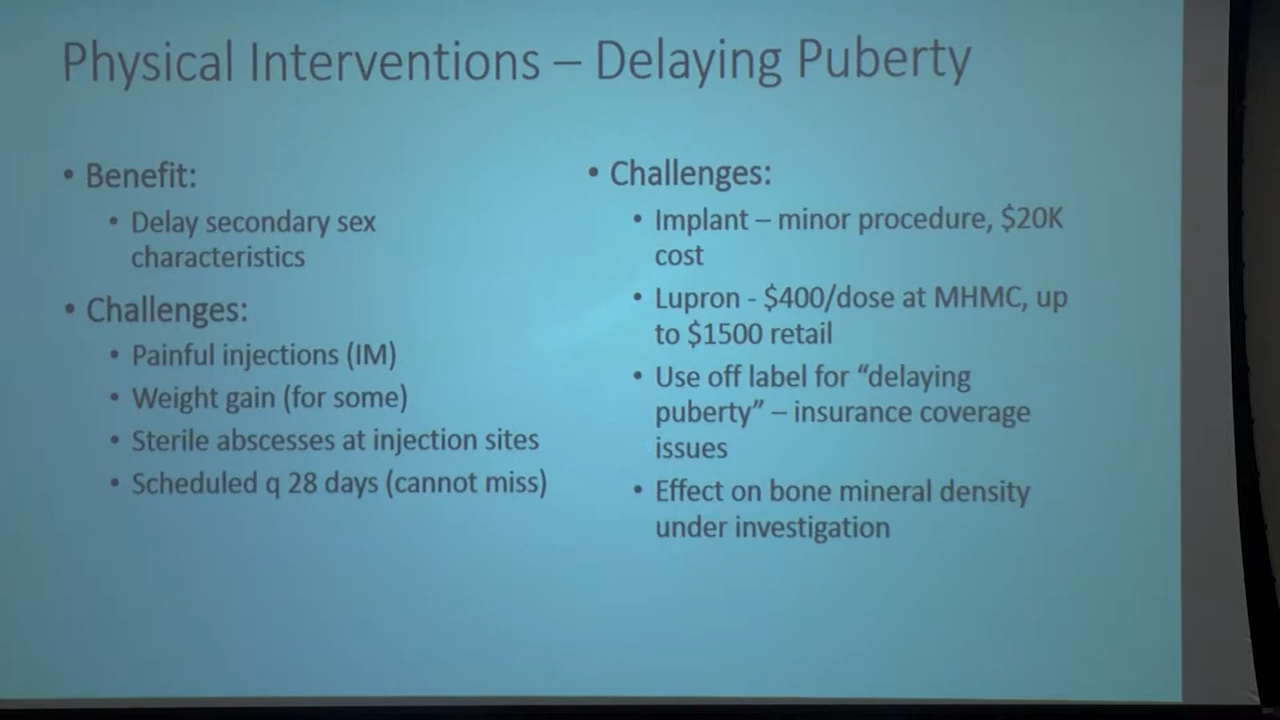 Physical Interventions – Delaying Puberty
• Benefit:
• Delay secondary sex
characteristics
• Challenges:
• Painful injections (IM)
• Weight gain (for some)
• Sterile abscesses at injection sites
• Scheduled q 28 days (cannot miss)
• Challenges:
• Implant – minor procedure, $20K
cost
• Lupron - $400/dose at MHMC, up
to $1500 retail
• Use off label for “delaying
puberty” – insurance coverage
issues
• Effect on bone mineral density
under investigation